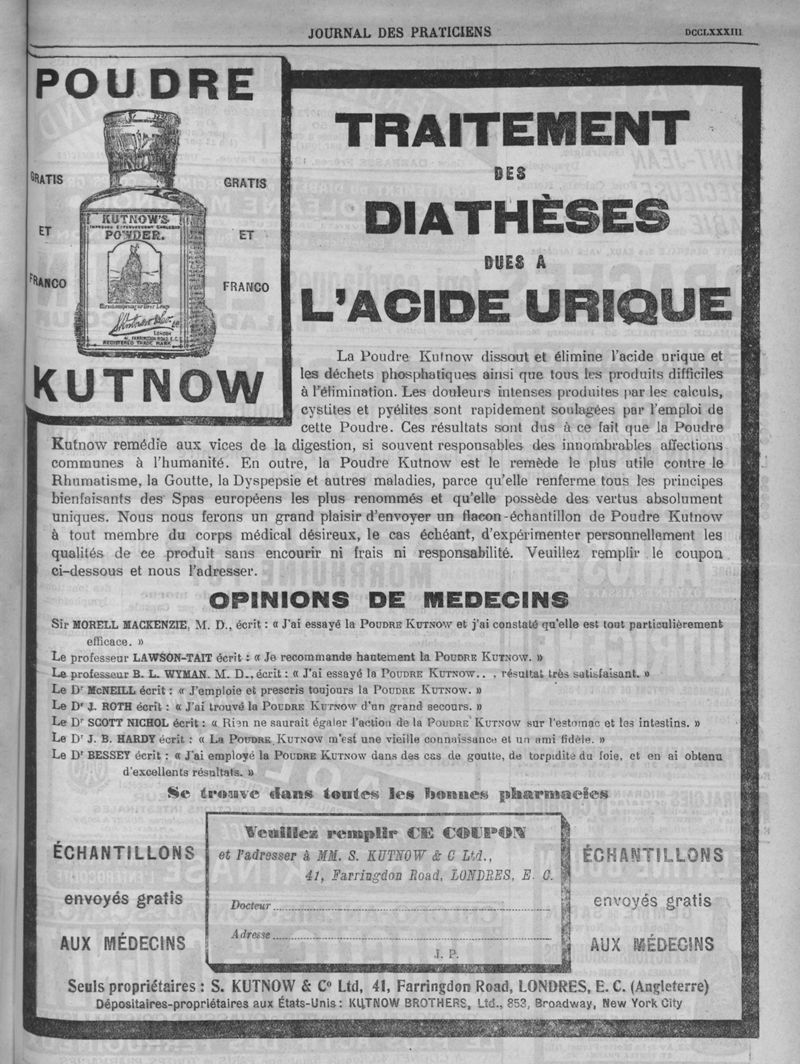 JOURNAL DES PRATICIENS
DCCLXXXIII
POUDRE
GRATIS
ET
FRANCO
GRATIS
ET
FRANCO
KUTNOW'S
IMPROVED EFFERVESCENT CARLSBAD
POWDER.
LONDON
41, FARRINGDON ROAD, E.C.
REGISTERED TRADE MARK
KUTNOW
TRAITEMENT
DES
DIATHÈSES
DUES A
L'ACIDE URIQUE
La Poudre Kutnow dissout et élimine l'acide urique et
les déchets phosphatiques ainsi que tous les produits difficiles
à l'élimination. Les douleurs intenses produites par les calculs,
cystites et pyélites sont rapidement soulagées par l'emploi de
cette Poudre. Ces résultats sont dus à ce fait que la Poudre
Kutnow remédie aux vices de la digestion, si souvent responsables des innombrables affections
communes à l'humanité. En outre, la Poudre Kutnow est le remède le plus utile contre le
Rhumatisme, la Goutte, la Dyspepsie et autres maladies, parce qu'elle renferme tous les principes
bienfaisants des Spas européens les plus renommés et qu'elle possède des vertus absolument
uniques. Nous nous ferons un grand plaisir d'envoyer un flacon-échantillon de Poudre Kutnow
à tout membre du corps médical désireux, le cas échéant, d'expérimenter personnellement les
qualités de ce produit sans encourir ni frais ni responsabilité. Veuillez remplir le coupon
ci-dessous et nous l'adresser.
OPINIONS DE MEDECINS
Sir MORELL MACKENZIE, M. D., écrit : « J'ai essayé la POUDRE KUTNOW et j'ai constaté qu'elle est tout particulièrement
efficace. »
Le professeur LAWSON-TAIT écrit : « Je recommande hautement la POUDRE KUTNOW. »
Le professeur B. L. WYMAN. M. D., écrit : « J'ai essayé la POUDRE KUTNOW... résultat très satisfaisant. »
Le Dr McNEILL écrit : « J'emploie et prescris toujours la POUDRE KUTNOW. »
Le Dr J. ROTH écrit : « J'ai trouvé la POUDRE KUTNOW d'un grand secours. »
Le Dr SCOTT NICHOL écrit : « Rien ne saurait égaler l'action de la POUDRE KUTNOW sur l'estomac et les intestins. »
Le Dr J. B. HARDY écrit : « La POUDRE KUTNOW m'est une vieille connaissance et un ami fidèle. »
Le Dr BESSEY écrit : « J'ai employé la POUDRE KUTNOW dans des cas de goutte, de torpidité du foie, et en ai obtenu
d'excellents résultats. »
Se trouve dans toutes les bonnes pharmacies
ÉCHANTILLONS
envoyés gratis
AUX MÉDECINS
Veuillez remplir CE COUPON
et l'adresser à MM. S. KUTNOW & C Ltd.,
41, Farringdon Road, LONDRES, E. C.
Docteur
Adresse
J. P.
ÉCHANTILLONS
envoyés gratis
AUX MÉDECINS
Seuls propriétaires : S. KUTNOW & Co Ltd, 41, Farringdon Road, LONDRES, E. C. (Angleterre)
Dépositaires-propriétaires aux États-Unis : KUTNOW BROTHERS, Ltd., 853, Broadway, New York City